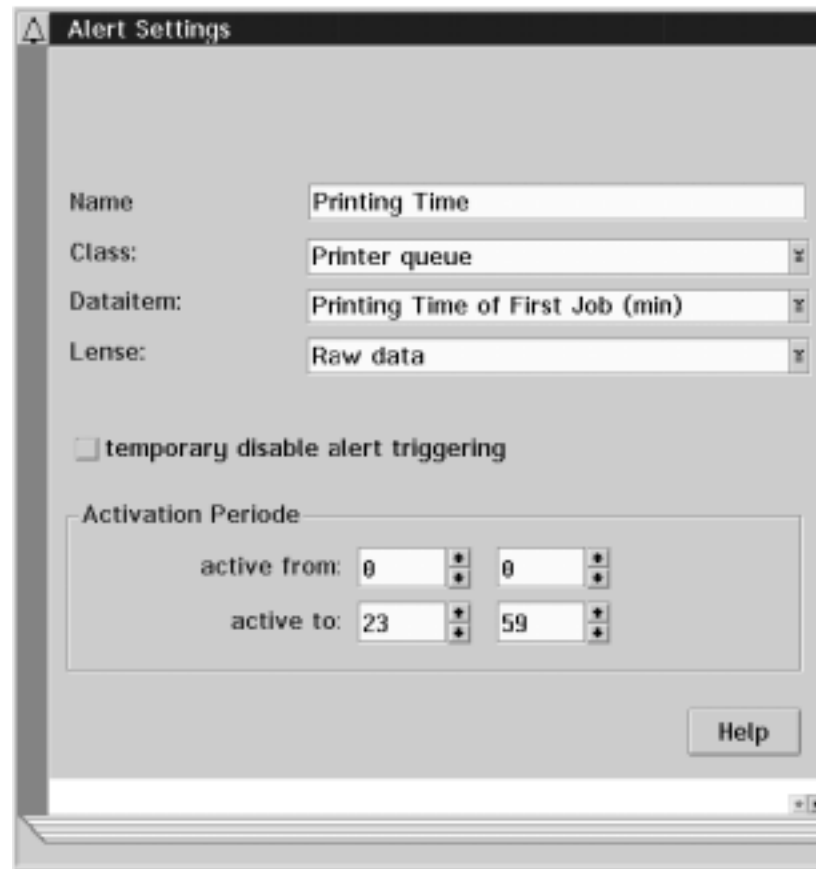 Alert Settings
Name Printing Time
Class: Printer queue
Dataitem: Printing Time of First Job (min)
Lense: Raw data
temporary disable alert triggering
Activation Periode
active from: 0 0
active to: 23 59
Help